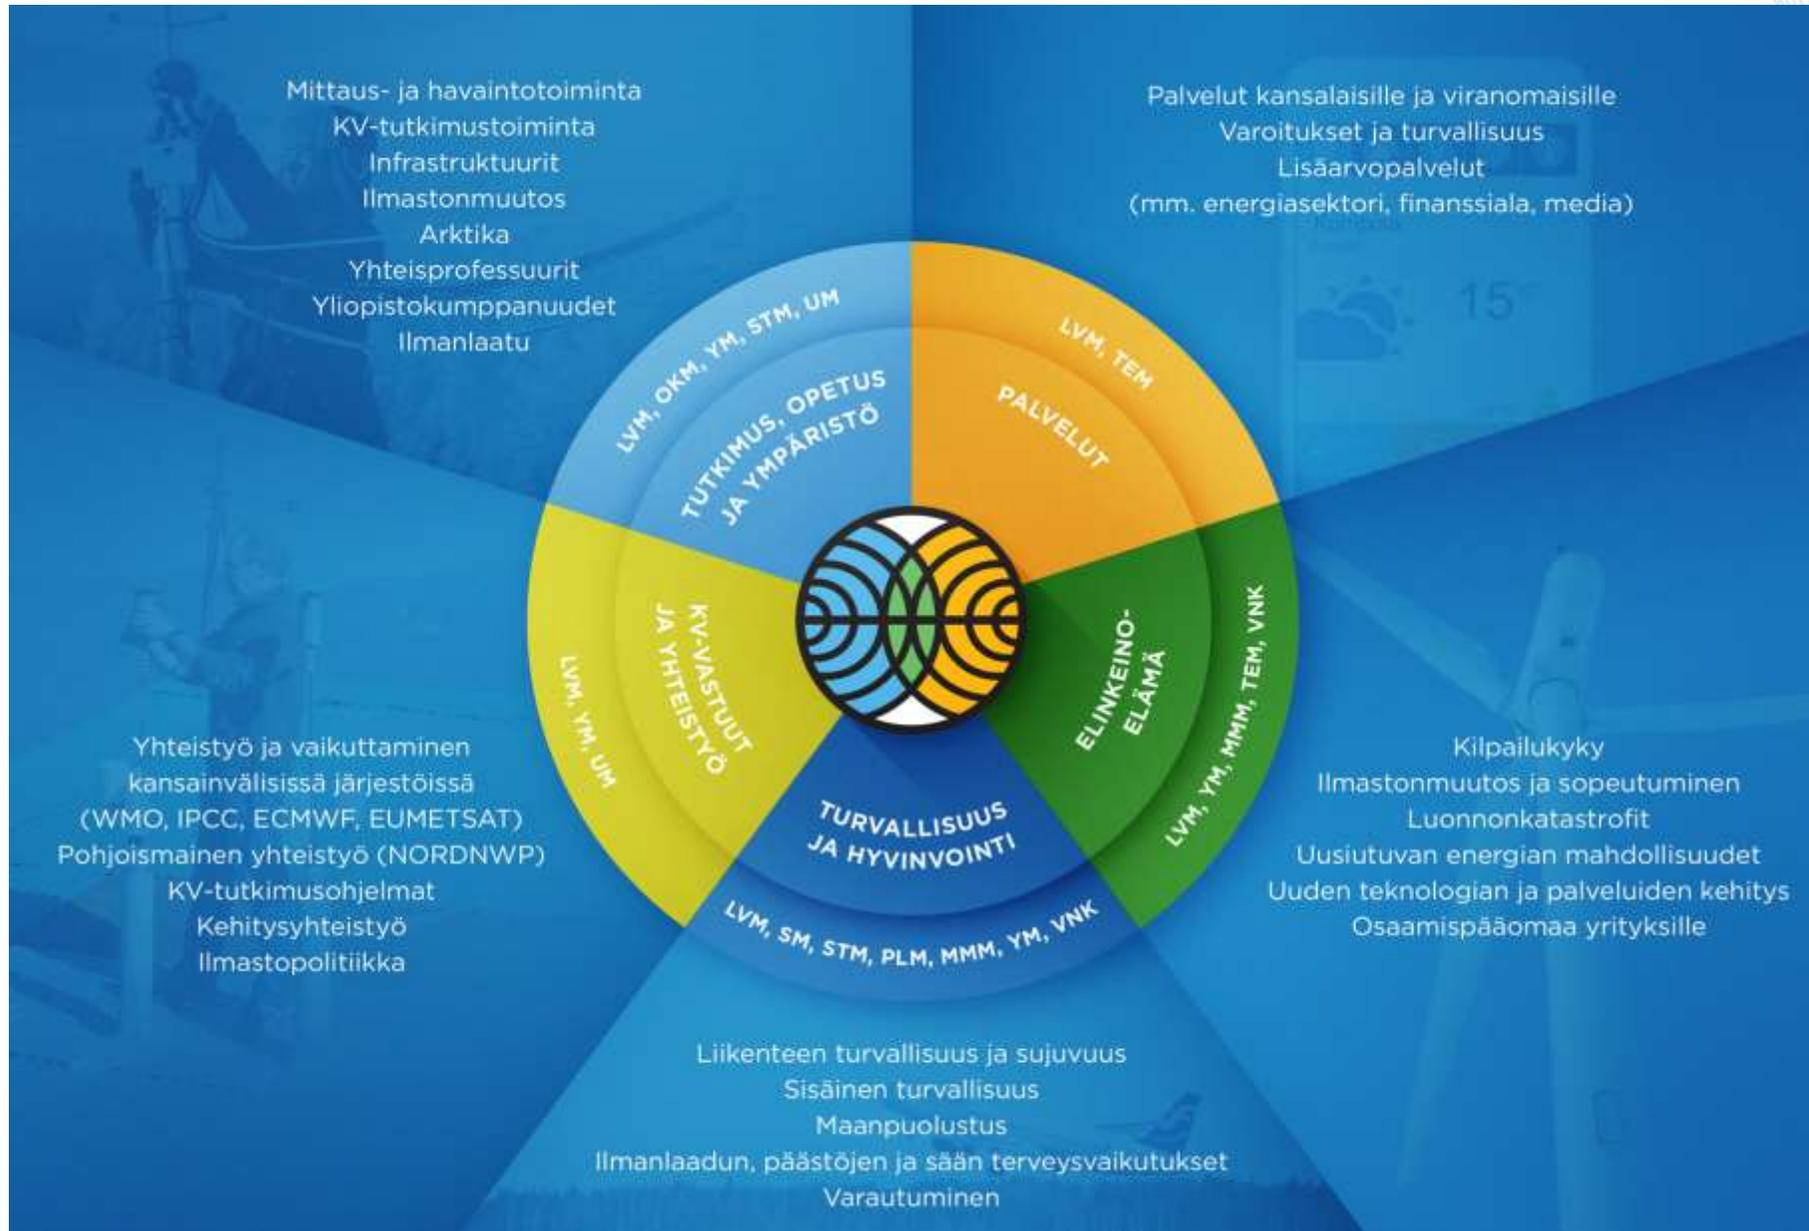 Mittaus- ja havaintotoiminta
KV-tutkimustoiminta
Infrastruktuurit
Ilmastonmuutos
Arktika
Yhteisprofessuurit
Yliopistokumppanuudet
Ilmanlaatu
Palvelut kansalaisille ja viranomaisille
Varoitukset ja turvallisuus
Lisäarvopalvelut
(mm. energiasektori, finanssiala, media)
15°
LVM, OKM, YM, STM, UM
TUTKIMUS, OPETUS
JA YMPÄRISTÖ
LVM, TEM
PALVELUT
LVM, YM, MMM, TEM, VNK
ELINKEINO-
ELÄMÄ
LVM, YM, UM
KV-VASTUUT
JA YHTEISTYÖ
TURVALLISUUS
JA HYVINVOINTI
LVM, SM, STM, PLM, MMM, YM, VNK
Yhteistyö ja vaikuttaminen
kansainvälisissä järjestöissä
(WMO, IPCC, ECMWF, EUMETSAT)
Pohjoismainen yhteistyö (NORDNWP)
KV-tutkimusohjelmat
Kehitysyhteistyö
Ilmastopolitiikka
Kilpailukyky
Ilmastonmuutos ja sopeutuminen
Luonnonkatastrofit
Uusiutuvan energian mahdollisuudet
Uuden teknologian ja palveluiden kehitys
Osaamispääomaa yrityksille
Liikenteen turvallisuus ja sujuvuus
Sisäinen turvallisuus
Maanpuolustus
Ilmanlaadun, päästöjen ja sään terveysvaikutukset
Varautuminen